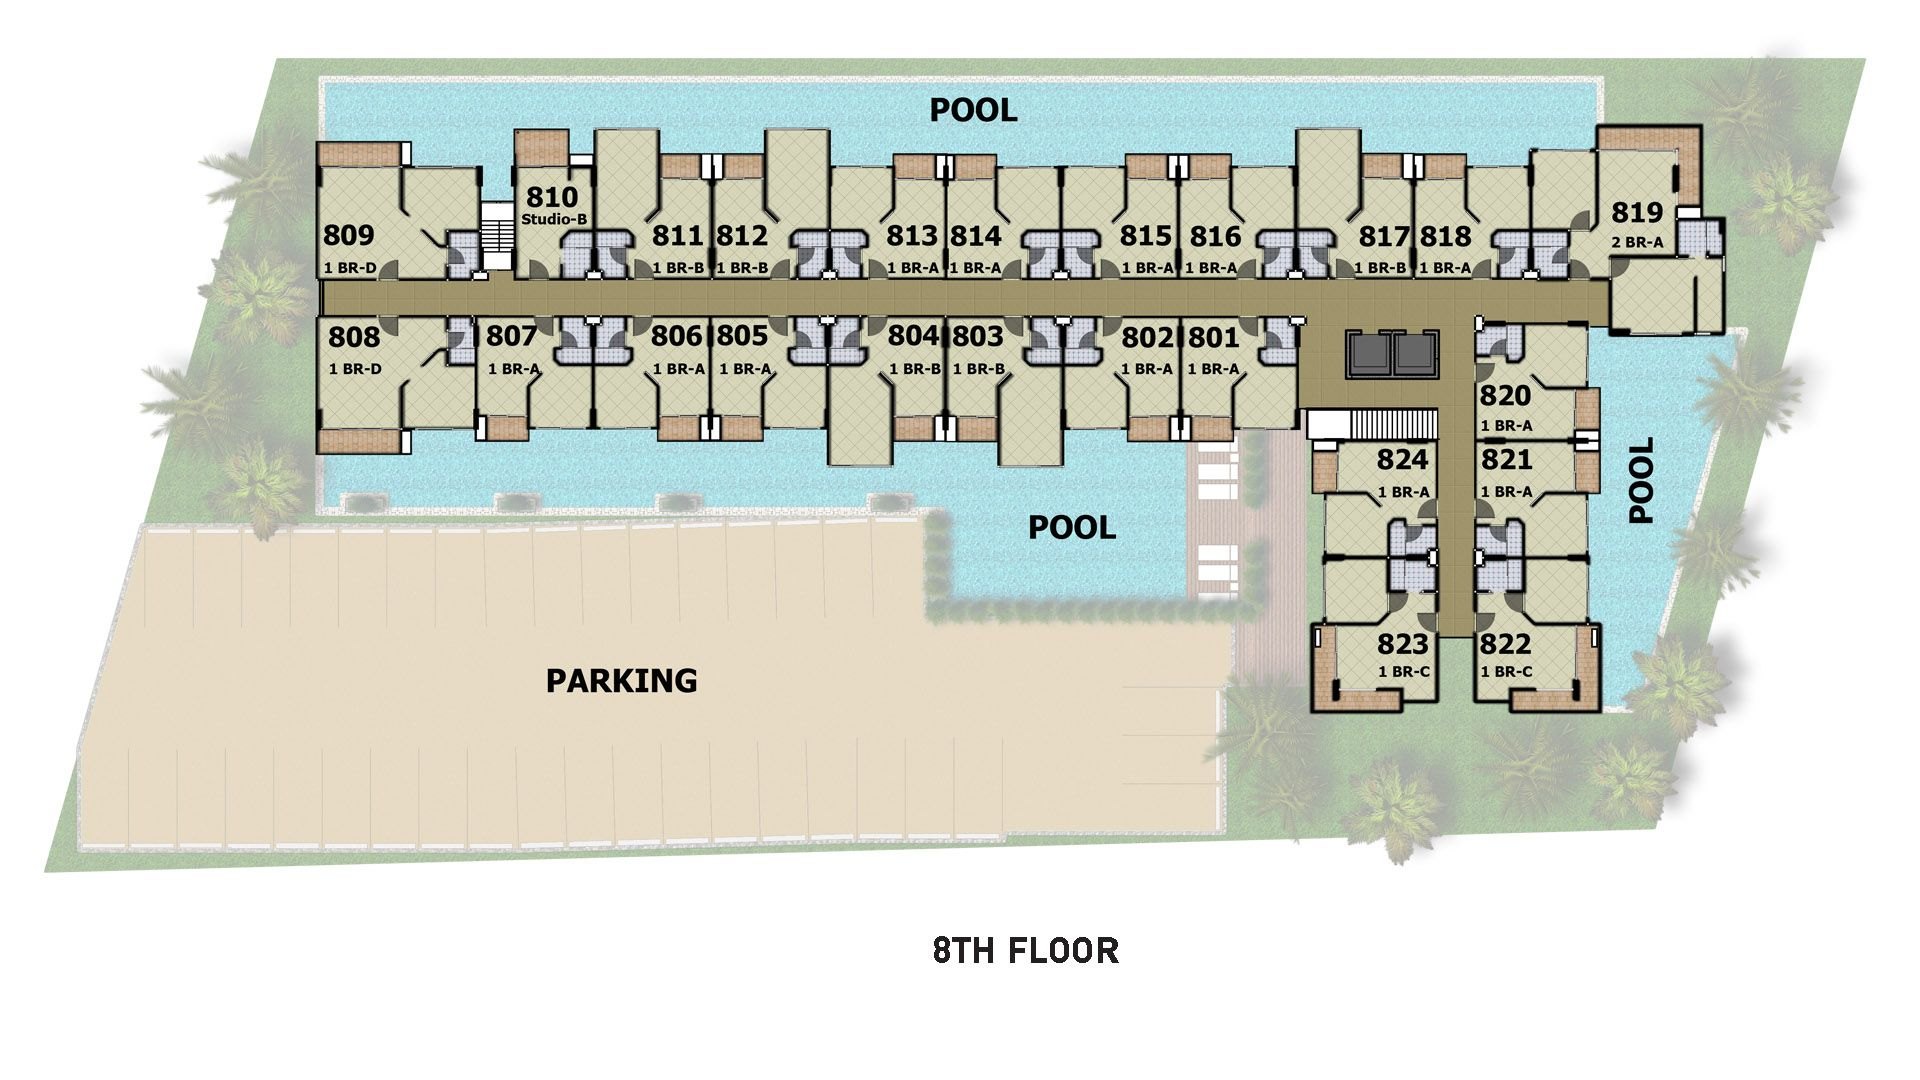 POOL
809
1 BR-D
810
Studio-B
811
1 BR-B
812
1 BR-B
813
1 BR-A
814
1 BR-A
815
1 BR-A
816
1 BR-A
817
1 BR-B
818
1 BR-A
819
2 BR-A
808
1 BR-D
807
1 BR-A
806
1 BR-A
805
1 BR-A
804
1 BR-B
803
1 BR-B
802
1 BR-A
801
1 BR-A
820
1 BR-A
824
1 BR-A
821
1 BR-A
POOL
POOL
823
1 BR-C
822
1 BR-C
PARKING
8TH FLOOR